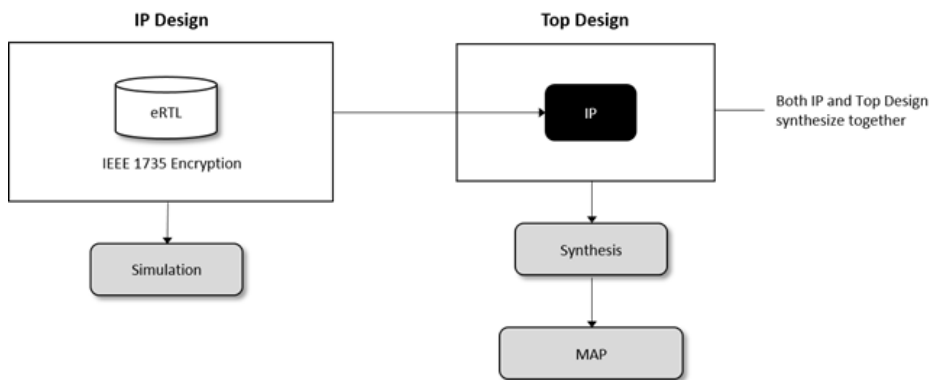 IP Design
Top Design
eRTL
IEEE 1735 Encryption
IP
Both IP and Top Design
synthesize together
Simulation
Synthesis
MAP